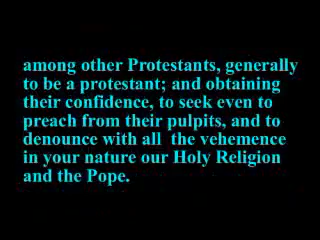 among other Protestants, generally
to be a protestant; and obtaining
their confidence, to seek even to
preach from their pulpits, and to
denounce with all  the vehemence
in your nature our Holy Religion
and the Pope.